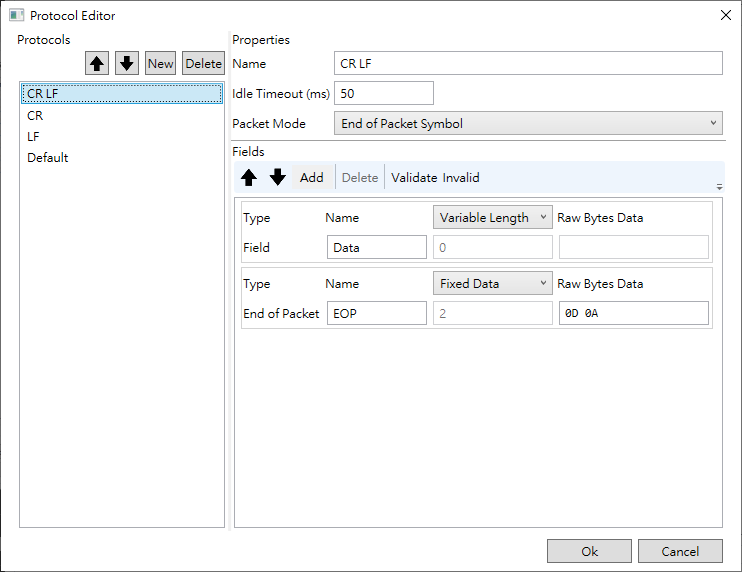 Protocol Editor
Protocols
New Delete
CR LF
CR
LF
Default
Properties
Name CR LF
Idle Timeout (ms) 50
Packet Mode End of Packet Symbol
Fields
Add Delete Validate Invalid
Type Name Variable Length Raw Bytes Data
Field Data 0
Type Name Fixed Data Raw Bytes Data
End of Packet EOP 2 0D 0A
Ok Cancel